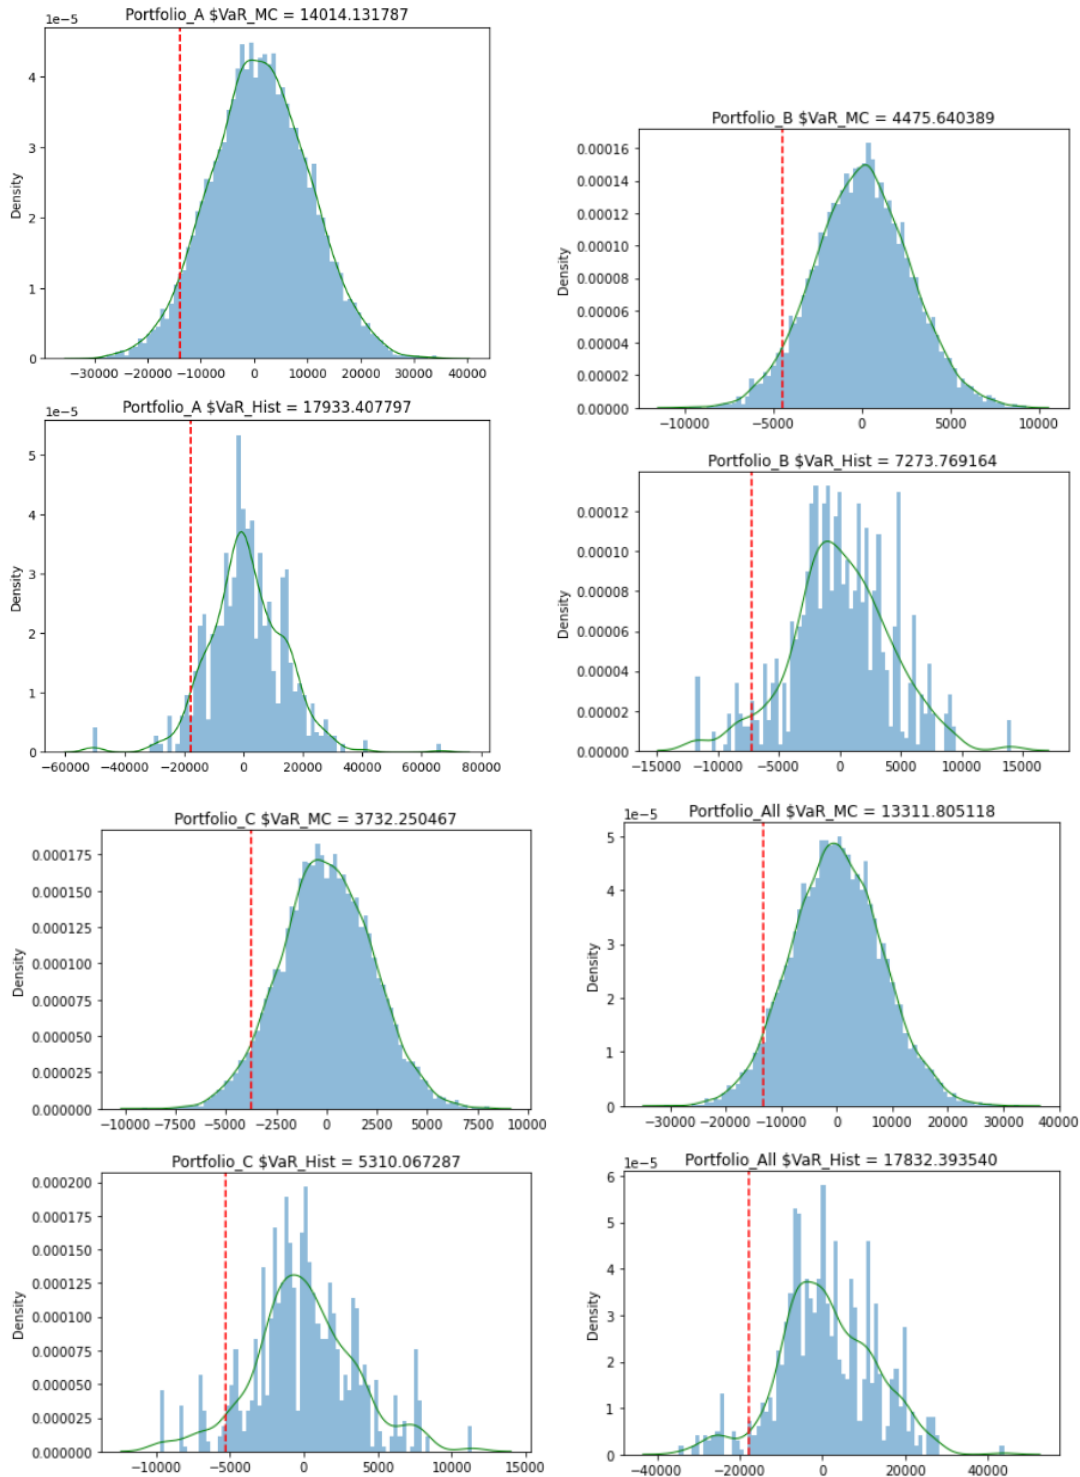 Portfolio_A $VaR_MC = 14014.131787
1e−5
4
3
2
1
0
Density
−30000 −20000 −10000 0 10000 20000 30000 40000
Portfolio_B $VaR_MC = 4475.640389
0.00016
0.00014
0.00012
0.00010
0.00008
0.00006
0.00004
0.00002
0.00000
Density
−10000 −5000 0 5000 10000
Portfolio_A $VaR_Hist = 17933.407797
1e−5
5
4
3
2
1
0
Density
−60000 −40000 −20000 0 20000 40000 60000 80000
Portfolio_B $VaR_Hist = 7273.769164
0.00012
0.00010
0.00008
0.00006
0.00004
0.00002
0.00000
Density
−15000 −10000 −5000 0 5000 10000 15000
Portfolio_C $VaR_MC = 3732.250467
0.000175
0.000150
0.000125
0.000100
0.000075
0.000050
0.000025
0.000000
Density
−10000 −7500 −5000 −2500 0 2500 5000 7500 10000
Portfolio_All $VaR_MC = 13311.805118
1e−5
5
4
3
2
1
0
Density
−30000 −20000 −10000 0 10000 20000 30000 40000
Portfolio_C $VaR_Hist = 5310.067287
0.000200
0.000175
0.000150
0.000125
0.000100
0.000075
0.000050
0.000025
0.000000
Density
−10000 −5000 0 5000 10000 15000
Portfolio_All $VaR_Hist = 17832.393540
1e−5
6
5
4
3
2
1
0
Density
−40000 −20000 0 20000 40000